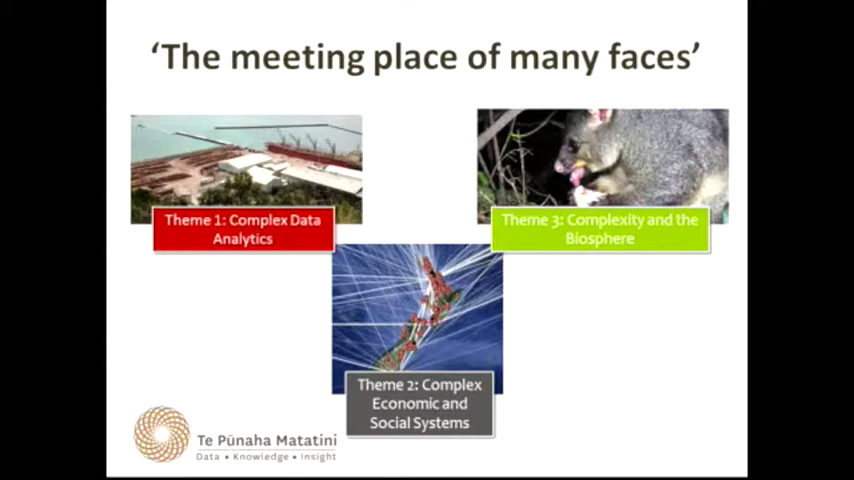 ‘The meeting place of many faces’
Theme 1: Complex Data
Analytics
Theme 3: Complexity and the
Biosphere
Theme 2: Complex
Economic and
Social Systems
Te Pūnaha Matatini
Data • Knowledge • Insight